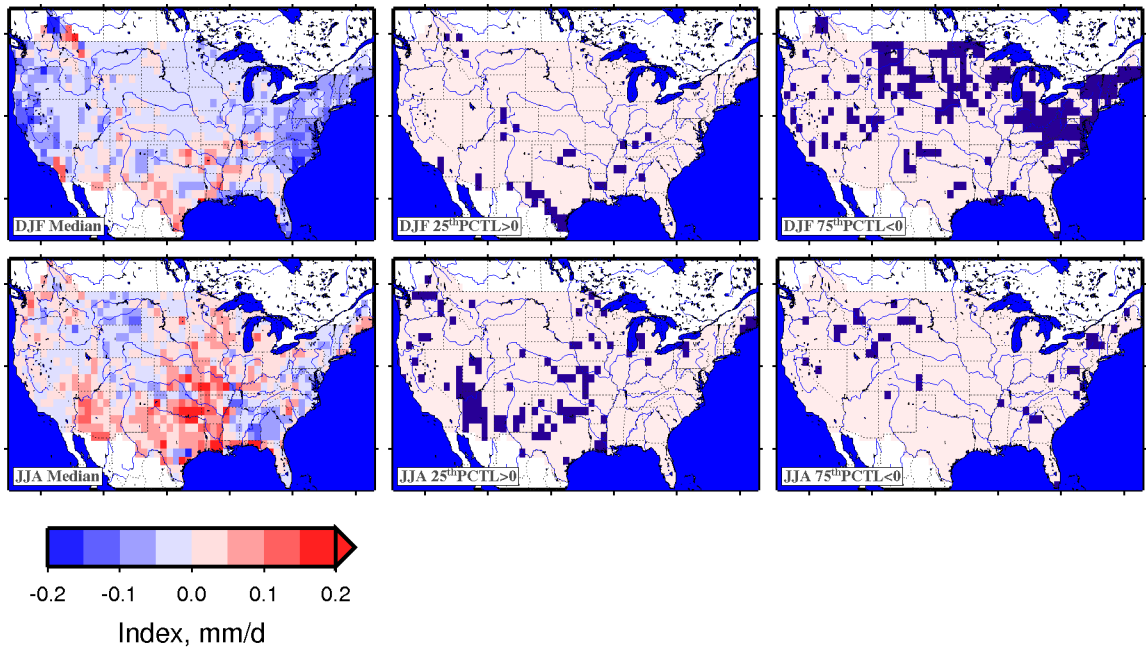 DJF Median
DJF 25thPCTL>0
DJF 75thPCTL<0
JJA Median
JJA 25thPCTL>0
JJA 75thPCTL<0
-0.2 -0.1 0.0 0.1 0.2
Index, mm/d